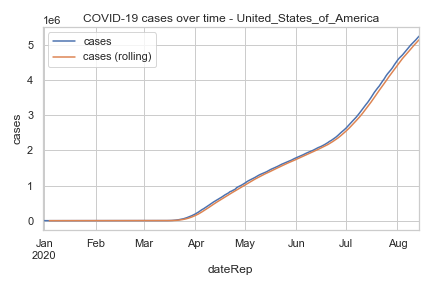 COVID-19 cases over time - United_States_of_America
1e6
cases
cases (rolling)
5
4
3
2
1
0
cases
Jan
2020
Feb
Mar
Apr
May
Jun
Jul
Aug
dateRep